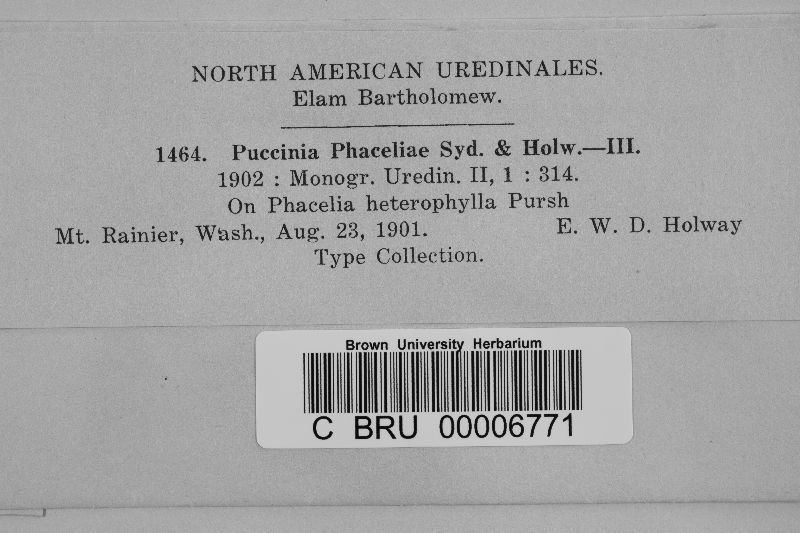 NORTH AMERICAN UREDINALES.
Elam Bartholomew.
1464. Puccinia Phaceliae Syd. & Holw.—III.
1902 : Monogr. Uredin. II, 1 : 314.
On Phacelia heterophylla Pursh
Mt. Rainier, Wash., Aug. 23, 1901. E. W. D. Holway
Type Collection.
Brown University Herbarium
C BRU 00006771